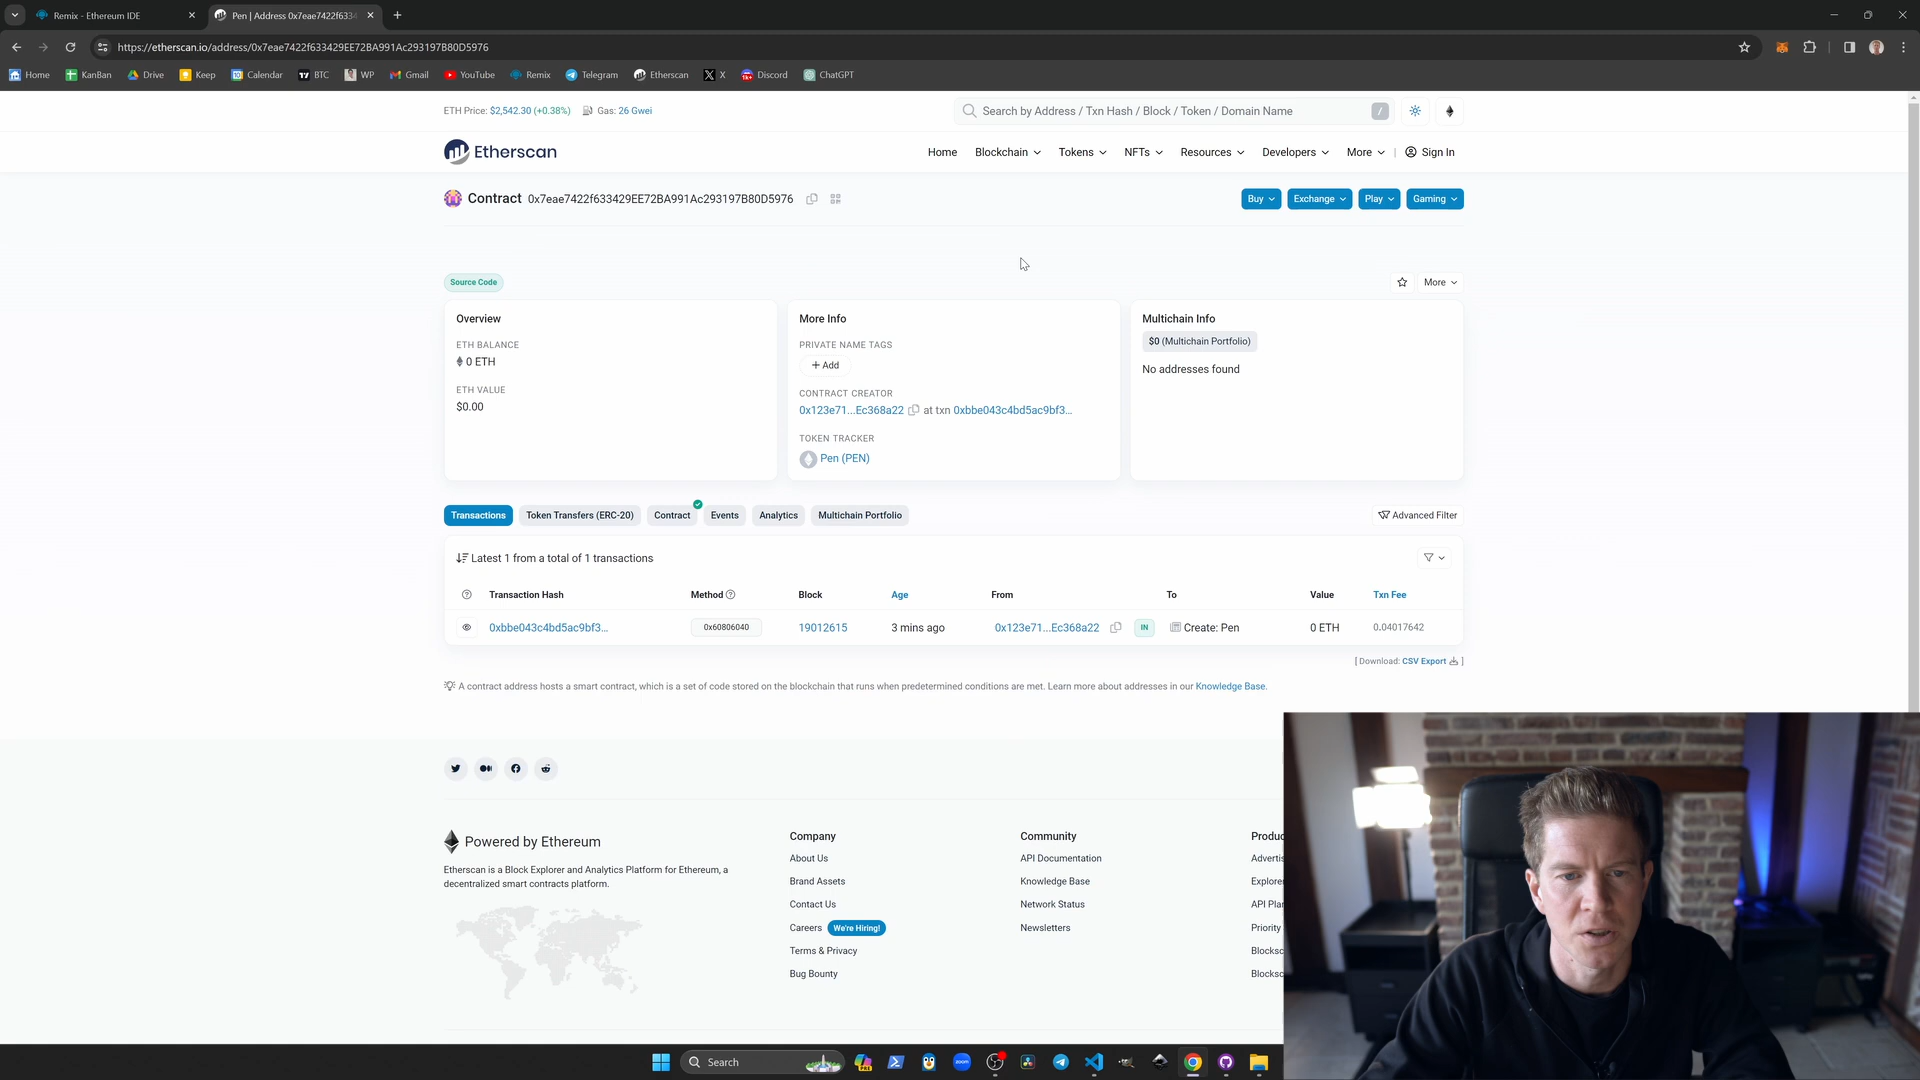 Remix - Ethereum IDE
Pen | Address 0x7eae7422f6334
https://etherscan.io/address/0x7eae7422f633429EE72BA991Ac293197B80D5976
Home KanBan Drive Keep Calendar BTC WP Gmail YouTube Remix Telegram Etherscan X Discord ChatGPT
ETH Price: $2,542.30 (+0.38%) Gas: 26 Gwei
Search by Address / Txn Hash / Block / Token / Domain Name /
Etherscan
Home Blockchain Tokens NFTs Resources Developers More | Sign In
Contract 0x7eae7422f633429EE72BA991Ac293197B80D5976
Buy Exchange Play Gaming
Source Code
More
Overview
ETH BALANCE
0 ETH
ETH VALUE
$0.00
More Info
PRIVATE NAME TAGS
+ Add
CONTRACT CREATOR
0x123e71...Ec368a22 at txn 0xbbe043c4bd5ac9bf3...
TOKEN TRACKER
Pen (PEN)
Multichain Info
$0 (Multichain Portfolio)
No addresses found
Transactions Token Transfers (ERC-20) Contract Events Analytics Multichain Portfolio
Advanced Filter
Latest 1 from a total of 1 transactions
Transaction Hash Method Block Age From To Value Txn Fee
0xbbe043c4bd5ac9bf3... 0x60806040 19012615 3 mins ago 0x123e71...Ec368a22 IN Create: Pen 0 ETH 0.04017642
[ Download: CSV Export ]
A contract address hosts a smart contract, which is a set of code stored on the blockchain that runs when predetermined conditions are met. Learn more about addresses in our Knowledge Base.
Powered by Ethereum
Etherscan is a Block Explorer and Analytics Platform for Ethereum, a
decentralized smart contracts platform.
Company
About Us
Brand Assets
Contact Us
Careers We're Hiring!
Terms & Privacy
Bug Bounty
Community
API Documentation
Knowledge Base
Network Status
Newsletters
Produc
Adverti
Explore
API Plan
Priority
Blocksc
Blocksc
Search
zoom